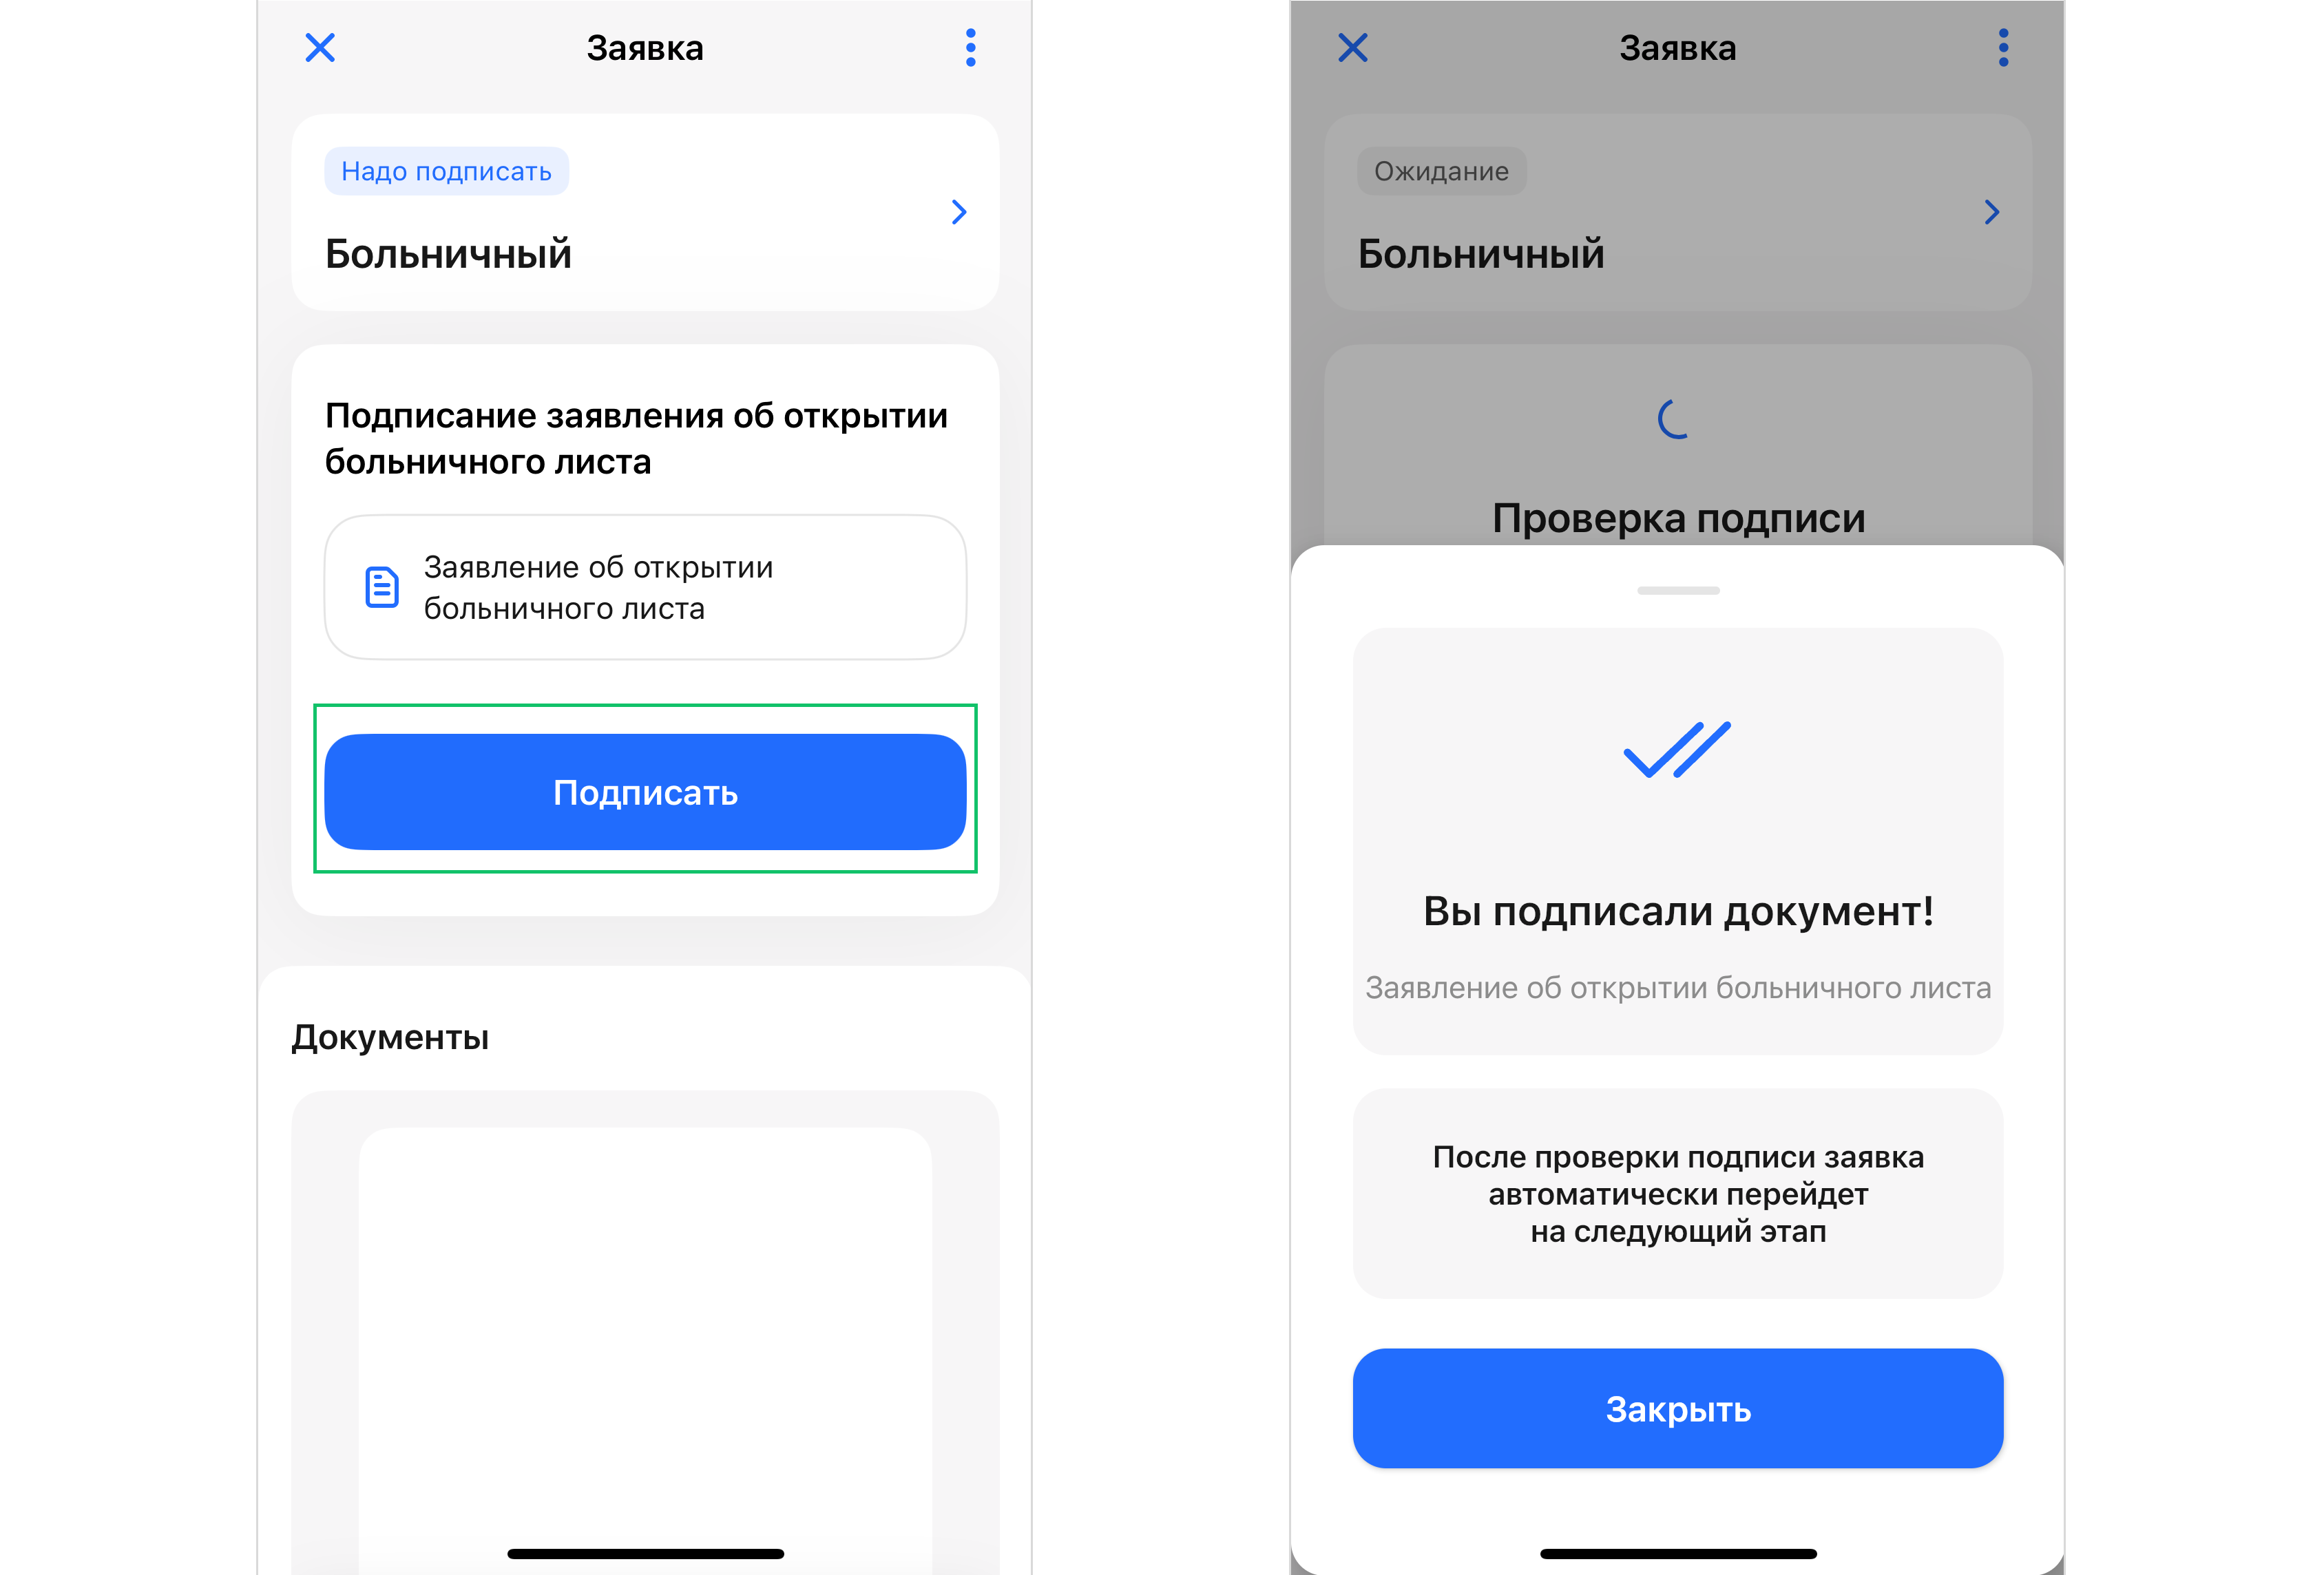 Заявка
Надо подписать
Больничный
Подписание заявления об открытии
больничного листа
Заявление об открытии
больничного листа
Подписать
Документы
Заявка
Ожидание
Больничный
Проверка подписи
Вы подписали документ!
Заявление об открытии больничного листа
После проверки подписи заявка
автоматически перейдет
на следующий этап
Закрыть